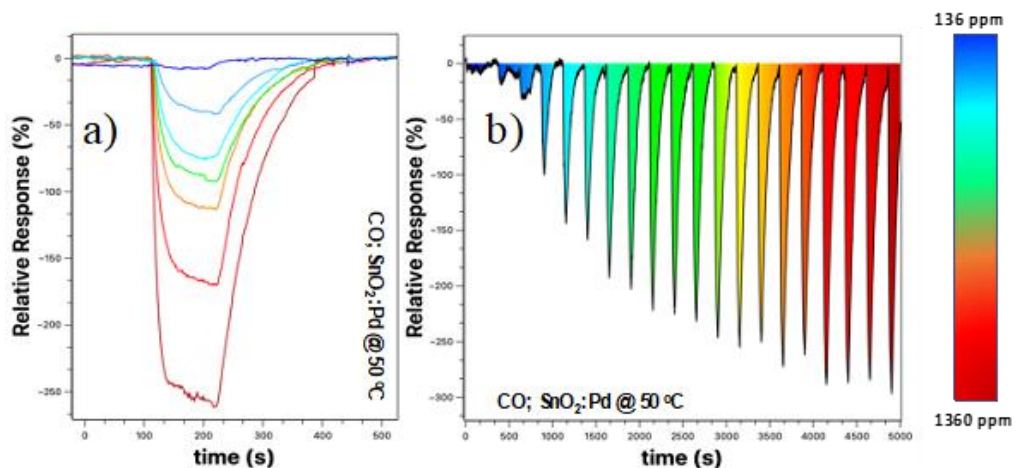 136 ppm
Relative Response (%)
0
-50
-100
-150
-200
-250
a)
CO; SnO₂:Pd @ 50 ºC
0 100 200 300 400 500
time (s)
Relative Response (%)
0
-50
-100
-150
-200
-250
-300
b)
CO; SnO₂:Pd @ 50 ºC
0 500 1000 1500 2000 2500 3000 3500 4000 4500 5000
time (s)
1360 ppm